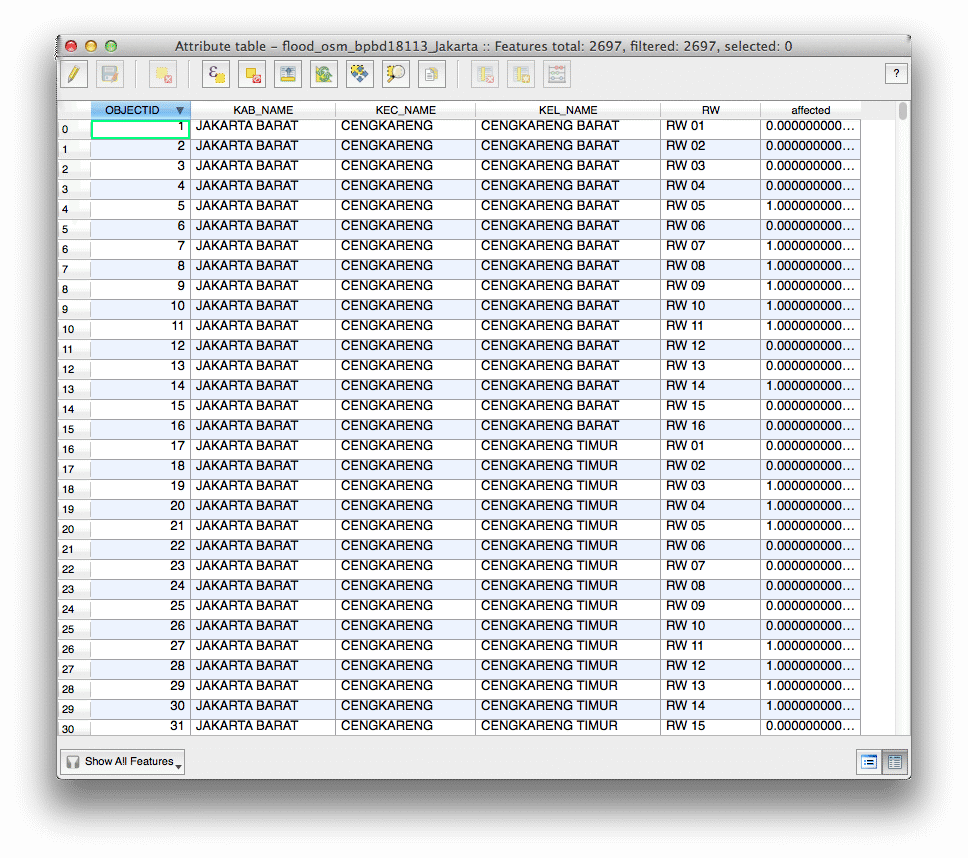 Attribute table – flood_osm_bpbd18113_Jakarta :: Features total: 2697, filtered: 2697, selected: 0
ε ?
OBJECTID KAB_NAME KEC_NAME KEL_NAME RW affected
0 1 JAKARTA BARAT CENGKARENG CENGKARENG BARAT RW 01 0.000000000…
1 2 JAKARTA BARAT CENGKARENG CENGKARENG BARAT RW 02 0.000000000…
2 3 JAKARTA BARAT CENGKARENG CENGKARENG BARAT RW 03 0.000000000…
3 4 JAKARTA BARAT CENGKARENG CENGKARENG BARAT RW 04 0.000000000…
4 5 JAKARTA BARAT CENGKARENG CENGKARENG BARAT RW 05 1.000000000…
5 6 JAKARTA BARAT CENGKARENG CENGKARENG BARAT RW 06 0.000000000…
6 7 JAKARTA BARAT CENGKARENG CENGKARENG BARAT RW 07 1.000000000…
7 8 JAKARTA BARAT CENGKARENG CENGKARENG BARAT RW 08 1.000000000…
8 9 JAKARTA BARAT CENGKARENG CENGKARENG BARAT RW 09 1.000000000…
9 10 JAKARTA BARAT CENGKARENG CENGKARENG BARAT RW 10 1.000000000…
10 11 JAKARTA BARAT CENGKARENG CENGKARENG BARAT RW 11 1.000000000…
11 12 JAKARTA BARAT CENGKARENG CENGKARENG BARAT RW 12 1.000000000…
12 13 JAKARTA BARAT CENGKARENG CENGKARENG BARAT RW 13 0.000000000…
13 14 JAKARTA BARAT CENGKARENG CENGKARENG BARAT RW 14 1.000000000…
14 15 JAKARTA BARAT CENGKARENG CENGKARENG BARAT RW 15 0.000000000…
15 16 JAKARTA BARAT CENGKARENG CENGKARENG BARAT RW 16 0.000000000…
16 17 JAKARTA BARAT CENGKARENG CENGKARENG TIMUR RW 01 0.000000000…
17 18 JAKARTA BARAT CENGKARENG CENGKARENG TIMUR RW 02 0.000000000…
18 19 JAKARTA BARAT CENGKARENG CENGKARENG TIMUR RW 03 1.000000000…
19 20 JAKARTA BARAT CENGKARENG CENGKARENG TIMUR RW 04 1.000000000…
20 21 JAKARTA BARAT CENGKARENG CENGKARENG TIMUR RW 05 1.000000000…
21 22 JAKARTA BARAT CENGKARENG CENGKARENG TIMUR RW 06 0.000000000…
22 23 JAKARTA BARAT CENGKARENG CENGKARENG TIMUR RW 07 0.000000000…
23 24 JAKARTA BARAT CENGKARENG CENGKARENG TIMUR RW 08 0.000000000…
24 25 JAKARTA BARAT CENGKARENG CENGKARENG TIMUR RW 09 0.000000000…
25 26 JAKARTA BARAT CENGKARENG CENGKARENG TIMUR RW 10 0.000000000…
26 27 JAKARTA BARAT CENGKARENG CENGKARENG TIMUR RW 11 1.000000000…
27 28 JAKARTA BARAT CENGKARENG CENGKARENG TIMUR RW 12 1.000000000…
28 29 JAKARTA BARAT CENGKARENG CENGKARENG TIMUR RW 13 1.000000000…
29 30 JAKARTA BARAT CENGKARENG CENGKARENG TIMUR RW 14 1.000000000…
30 31 JAKARTA BARAT CENGKARENG CENGKARENG TIMUR RW 15 0.000000000…
Show All Features